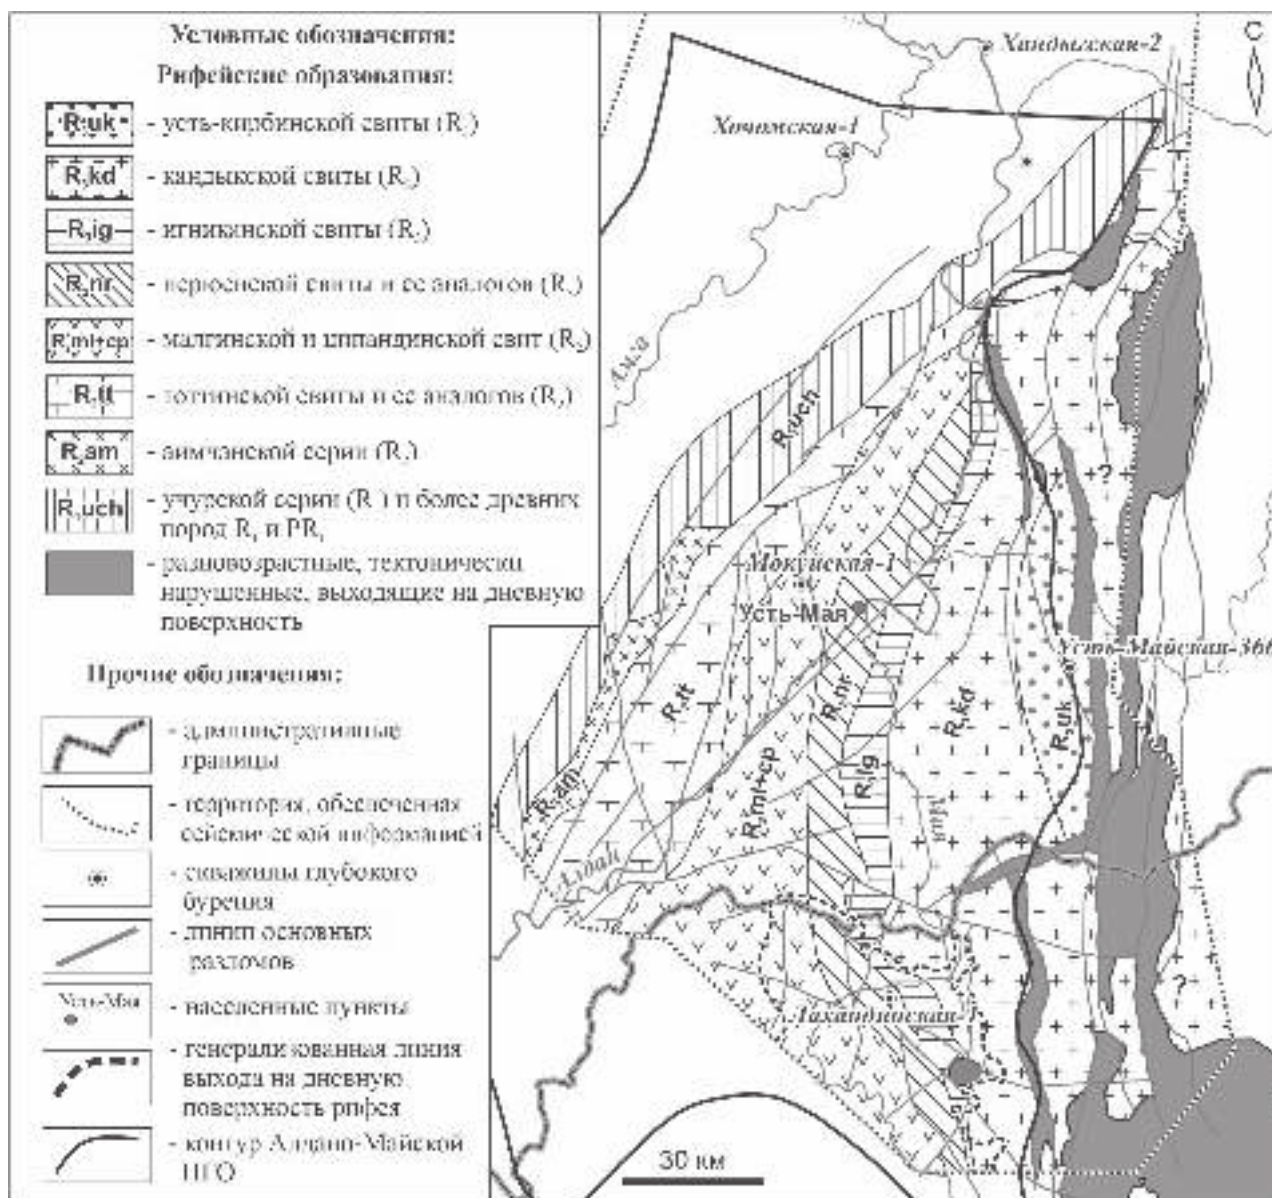 Условные обозначения:
Рифейские образования:
R₃uk - усть-кирбинской свиты (R₃)
R₃kd - кандыкской свиты (R₃)
R₃ig - игникинской свиты (R₃)
R₃nr - нерюенской свиты и ее аналогов (R₃)
R₂ml+cp - малгинской и ципандинской свит (R₂)
R₂tt - тоттинской свиты и ее аналогов (R₂)
R₂am - аимчанской серии (R₂)
R₁uch - учурской серии (R₁) и более древних
пород R₁ и PR₁
- разновозрастные, тектонически
нарушенные, выходящие на дневную
поверхность
Прочие обозначения:
- административные
границы
- территория, обеспеченная
сейсмической информацией
- скважины глубокого
бурения
- линии основных
разломов
Усть-Мая - населенные пункты
- генерализованная линия
выхода на дневную
поверхность рифея
- контур Алдано-Майской
НГО
Хандыгская-2
С
Хочомская-1
Амга
R₁uch
?
Мокуйская-1
Усть-Мая
Усть-Майская-366
R₂tt
R₃nr
R₃kd
R₃uk
R₃ig
R₂am
R₂ml+cp
Мая
Алдан
?
Лахандинская-1
30 км